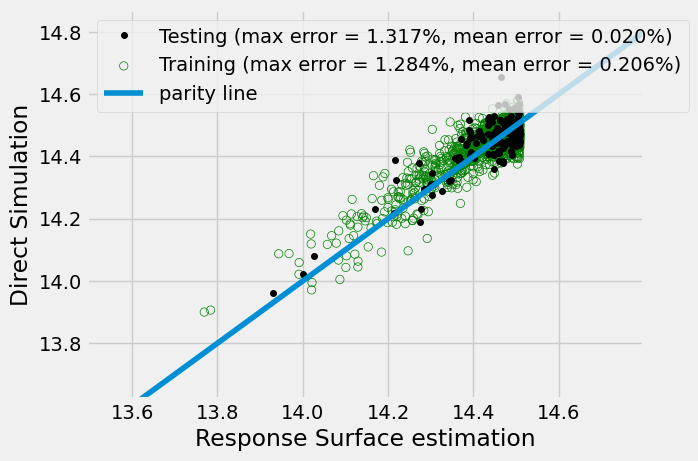 14.8
14.6
14.4
14.2
14.0
13.8
Direct Simulation
Testing (max error = 1.317%, mean error = 0.020%)
Training (max error = 1.284%, mean error = 0.206%)
parity line
13.6 13.8 14.0 14.2 14.4 14.6
Response Surface estimation